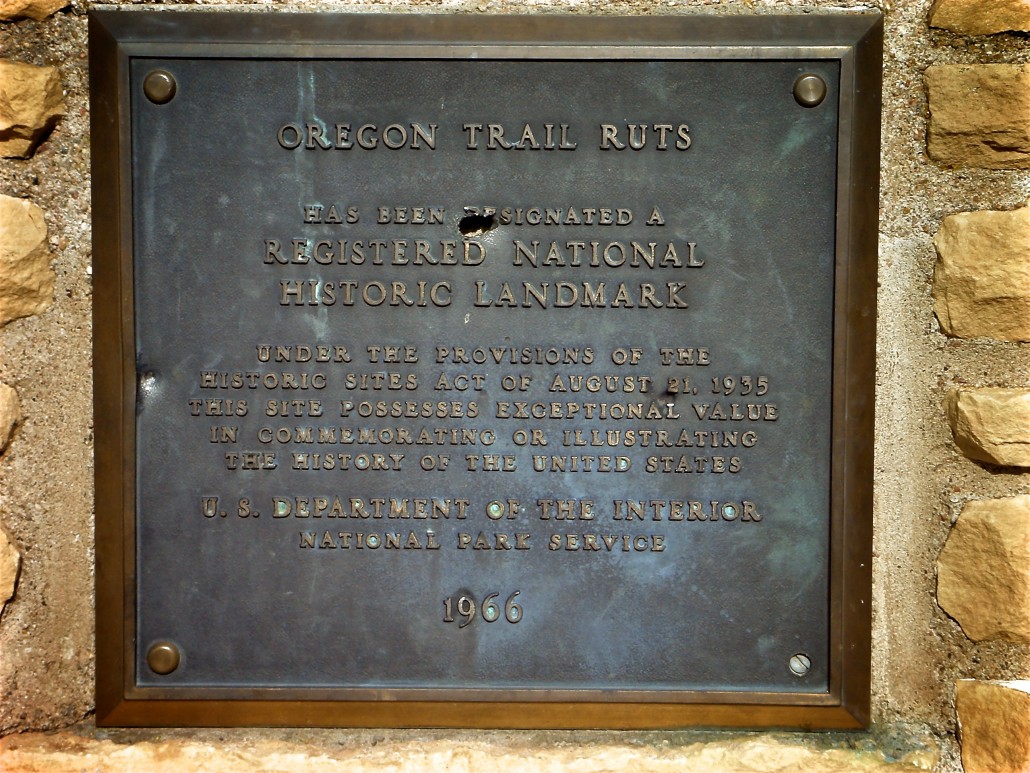 OREGON TRAIL RUTS
HAS BEEN DESIGNATED A
REGISTERED NATIONAL
HISTORIC LANDMARK
UNDER THE PROVISIONS OF THE
HISTORIC SITES ACT OF AUGUST 21, 1935
THIS SITE POSSESSES EXCEPTIONAL VALUE
IN COMMEMORATING OR ILLUSTRATING
THE HISTORY OF THE UNITED STATES
U. S. DEPARTMENT OF THE INTERIOR
NATIONAL PARK SERVICE
1966